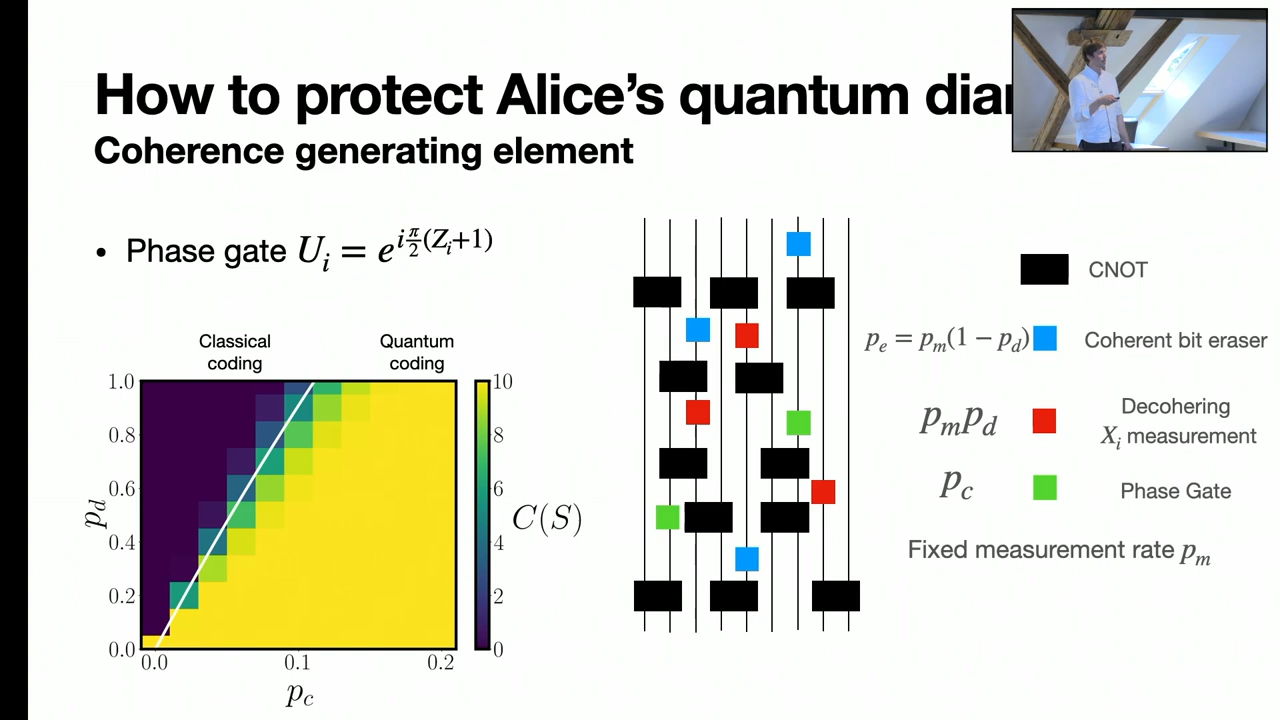 How to protect Alice's quantum
Coherence generating element
• Phase gate U_i = e^{i\frac{π}{2}(Z_i+1)}
Classical coding
Quantum coding
1.0
0.8
0.6
0.4
0.2
0.0
p_d
0.0 0.1 0.2
p_c
10
8
6
4
2
0
C(S)
CNOT
p_e = p_m(1 − p_d) Coherent bit eraser
p_m p_d Decohering
X_i measurement
p_c Phase Gate
Fixed measurement rate p_m